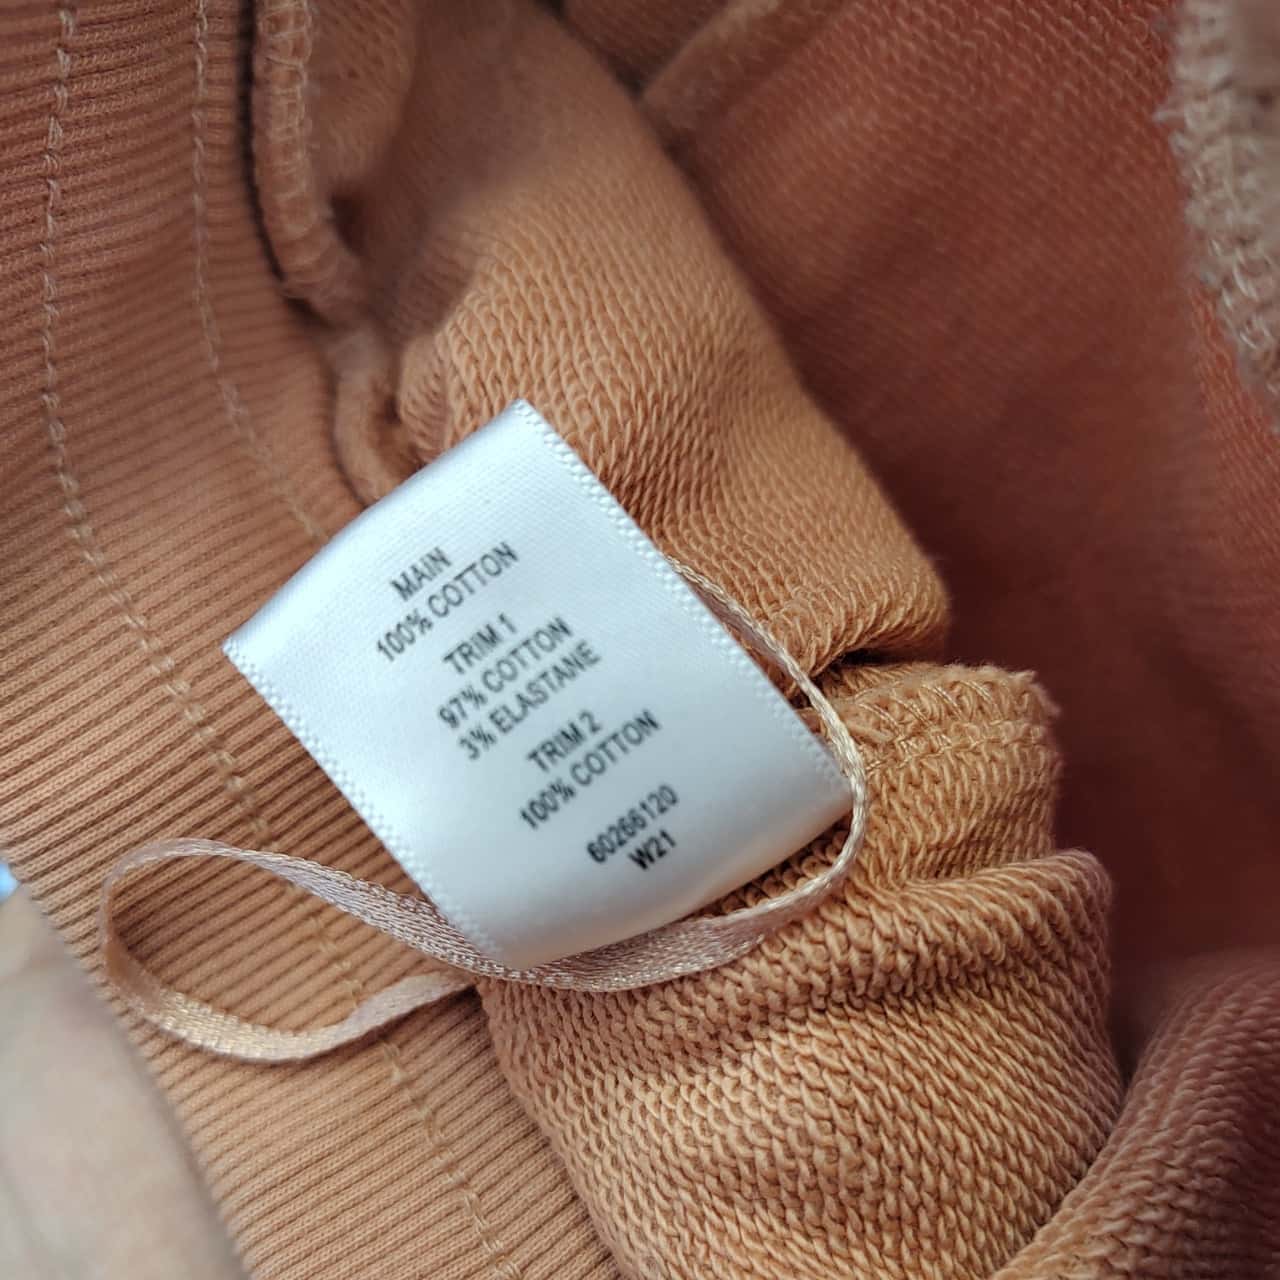 MAIN
100% COTTON
TRIM 1
97% COTTON
3% ELASTANE
TRIM 2
100% COTTON
60266120
W21